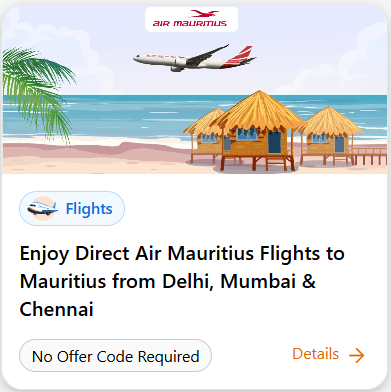 AIR MAURITIUS
Flights
Enjoy Direct Air Mauritius Flights to
Mauritius from Delhi, Mumbai &
Chennai
No Offer Code Required
Details